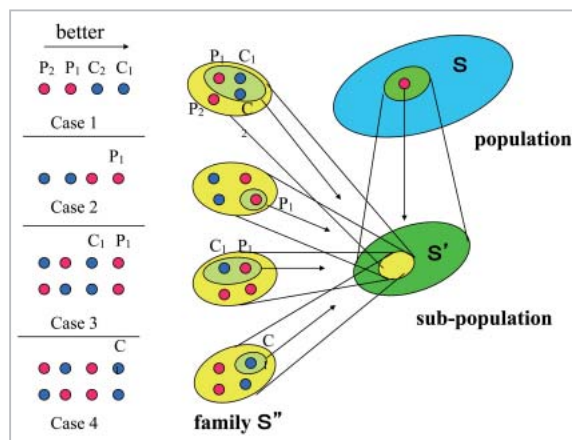 better
P₂ P₁ C₂ C₁
Case 1
P₁
Case 2
C₁ P₁
Case 3
C
Case 4
P₁ C₁
P₂ C
2
P₁
C₁ P₁
C
family S"
S
population
S'
sub-population